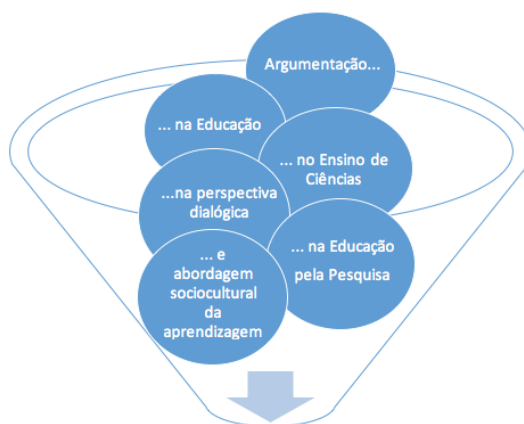 Argumentação...
... na Educação
... no Ensino de
Ciências
...na perspectiva
dialógica
... na Educação
pela Pesquisa
... e
abordagem
sociocultural
da
aprendizagem